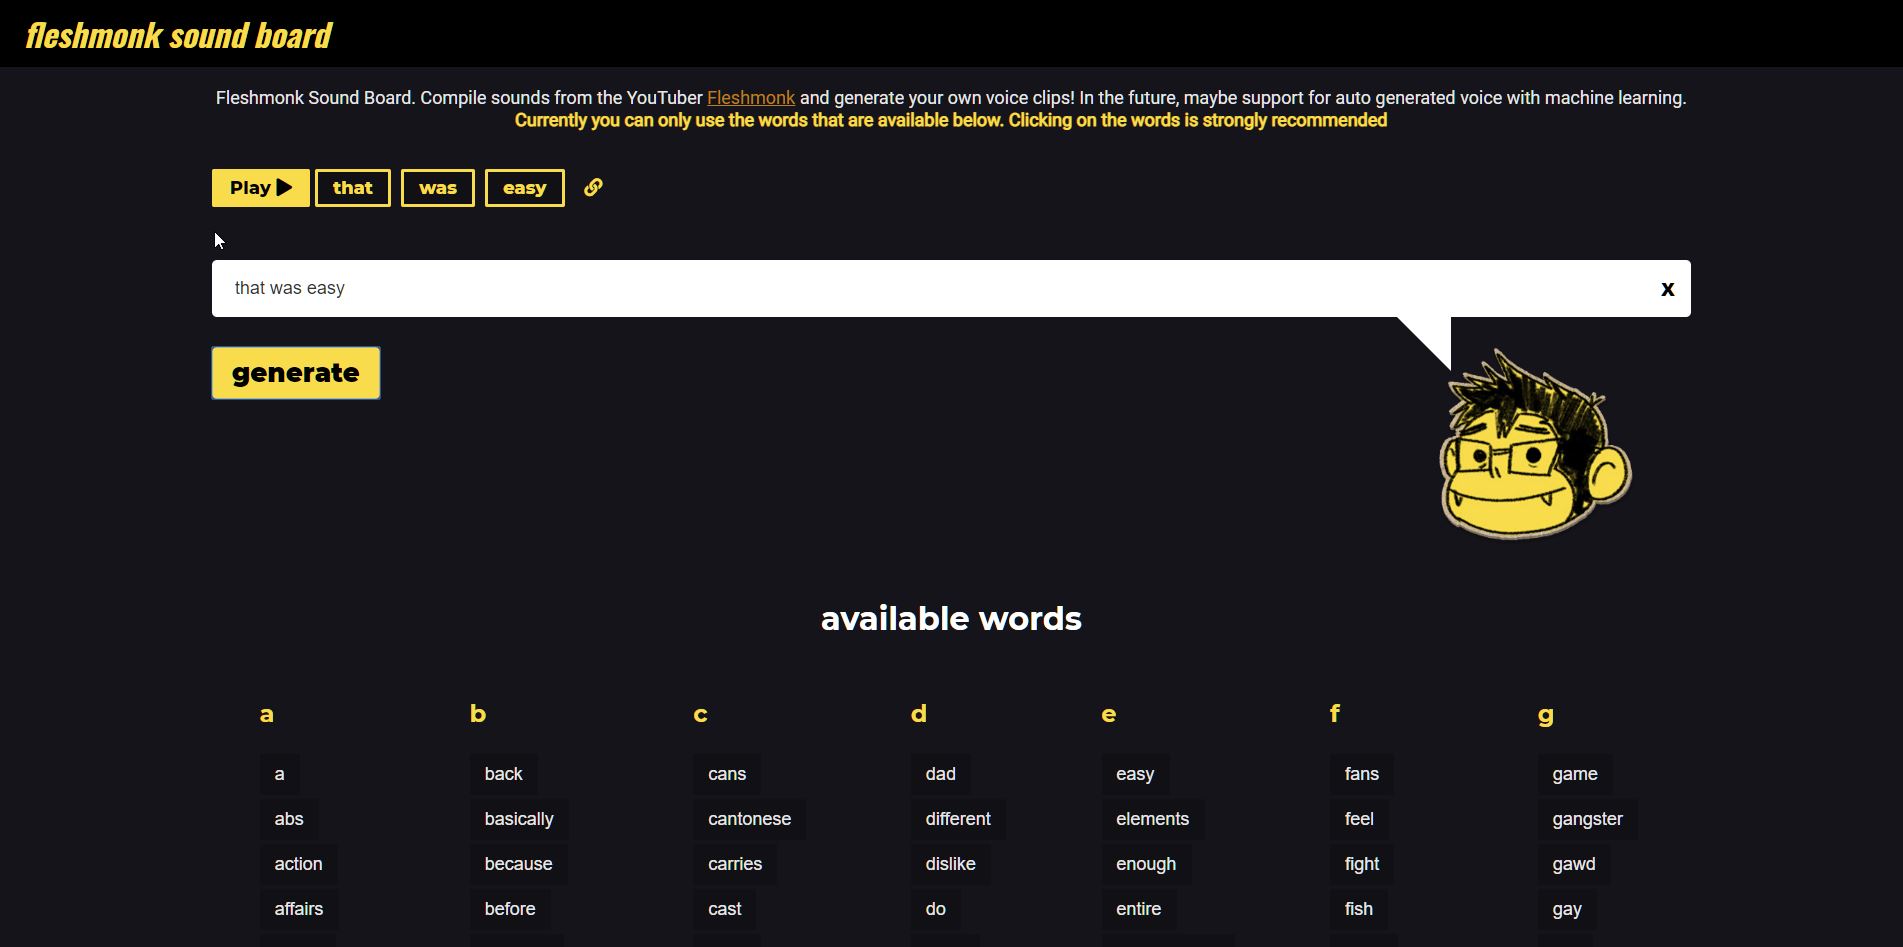 fleshmonk sound board
Fleshmonk Sound Board. Compile sounds from the YouTuber Fleshmonk and generate your own voice clips! In the future, maybe support for auto generated voice with machine learning.
Currently you can only use the words that are available below. Clicking on the words is strongly recommended
Play that was easy
that was easy x
generate
available words
a b c d e f g
a back cans dad easy fans game
abs basically cantonese different elements feel gangster
action because carries dislike enough fight gawd
affairs before cast do entire fish gay